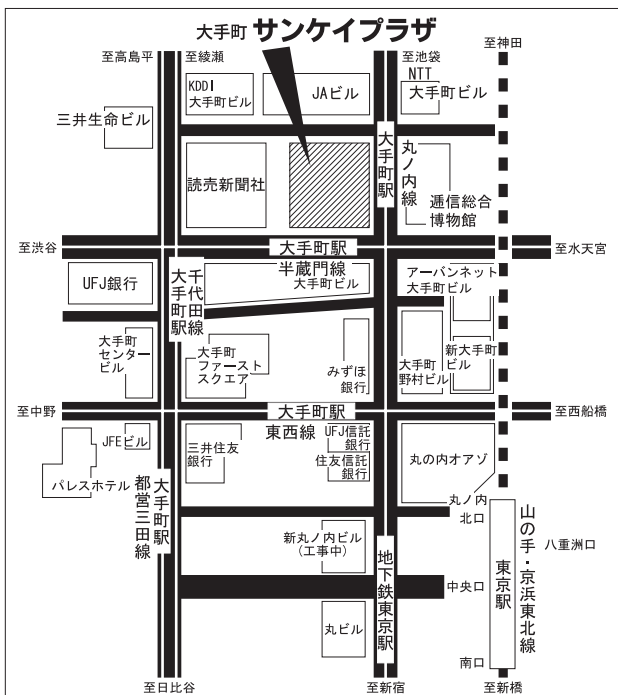 大手町 サンケイプラザ
至高島平
至綾瀬
至池袋
至神田
KDDI
大手町ビル
JAビル
NTT
大手町ビル
三井生命ビル
読売新聞社
大手町駅
丸ノ内線
逓信総合
博物館
至渋谷
大手町駅
至水天宮
半蔵門線
大手町ビル
アーバンネット
大手町ビル
UFJ銀行
千代田線
大手町駅
大手町
センター
ビル
大手町
ファースト
スクエア
みずほ
銀行
大手町
野村ビル
新大手町
ビル
至中野
大手町駅
至西船橋
東西線
JFEビル
三井住友
銀行
UFJ信託
銀行
住友信託
銀行
丸の内オアゾ
パレスホテル
大手町駅
都営三田線
丸ノ内
北口
新丸ノ内ビル
(工事中)
地下鉄東京駅
東京駅
山の手・京浜東北線
八重洲口
中央口
丸ビル
南口
至日比谷
至新宿
至新橋